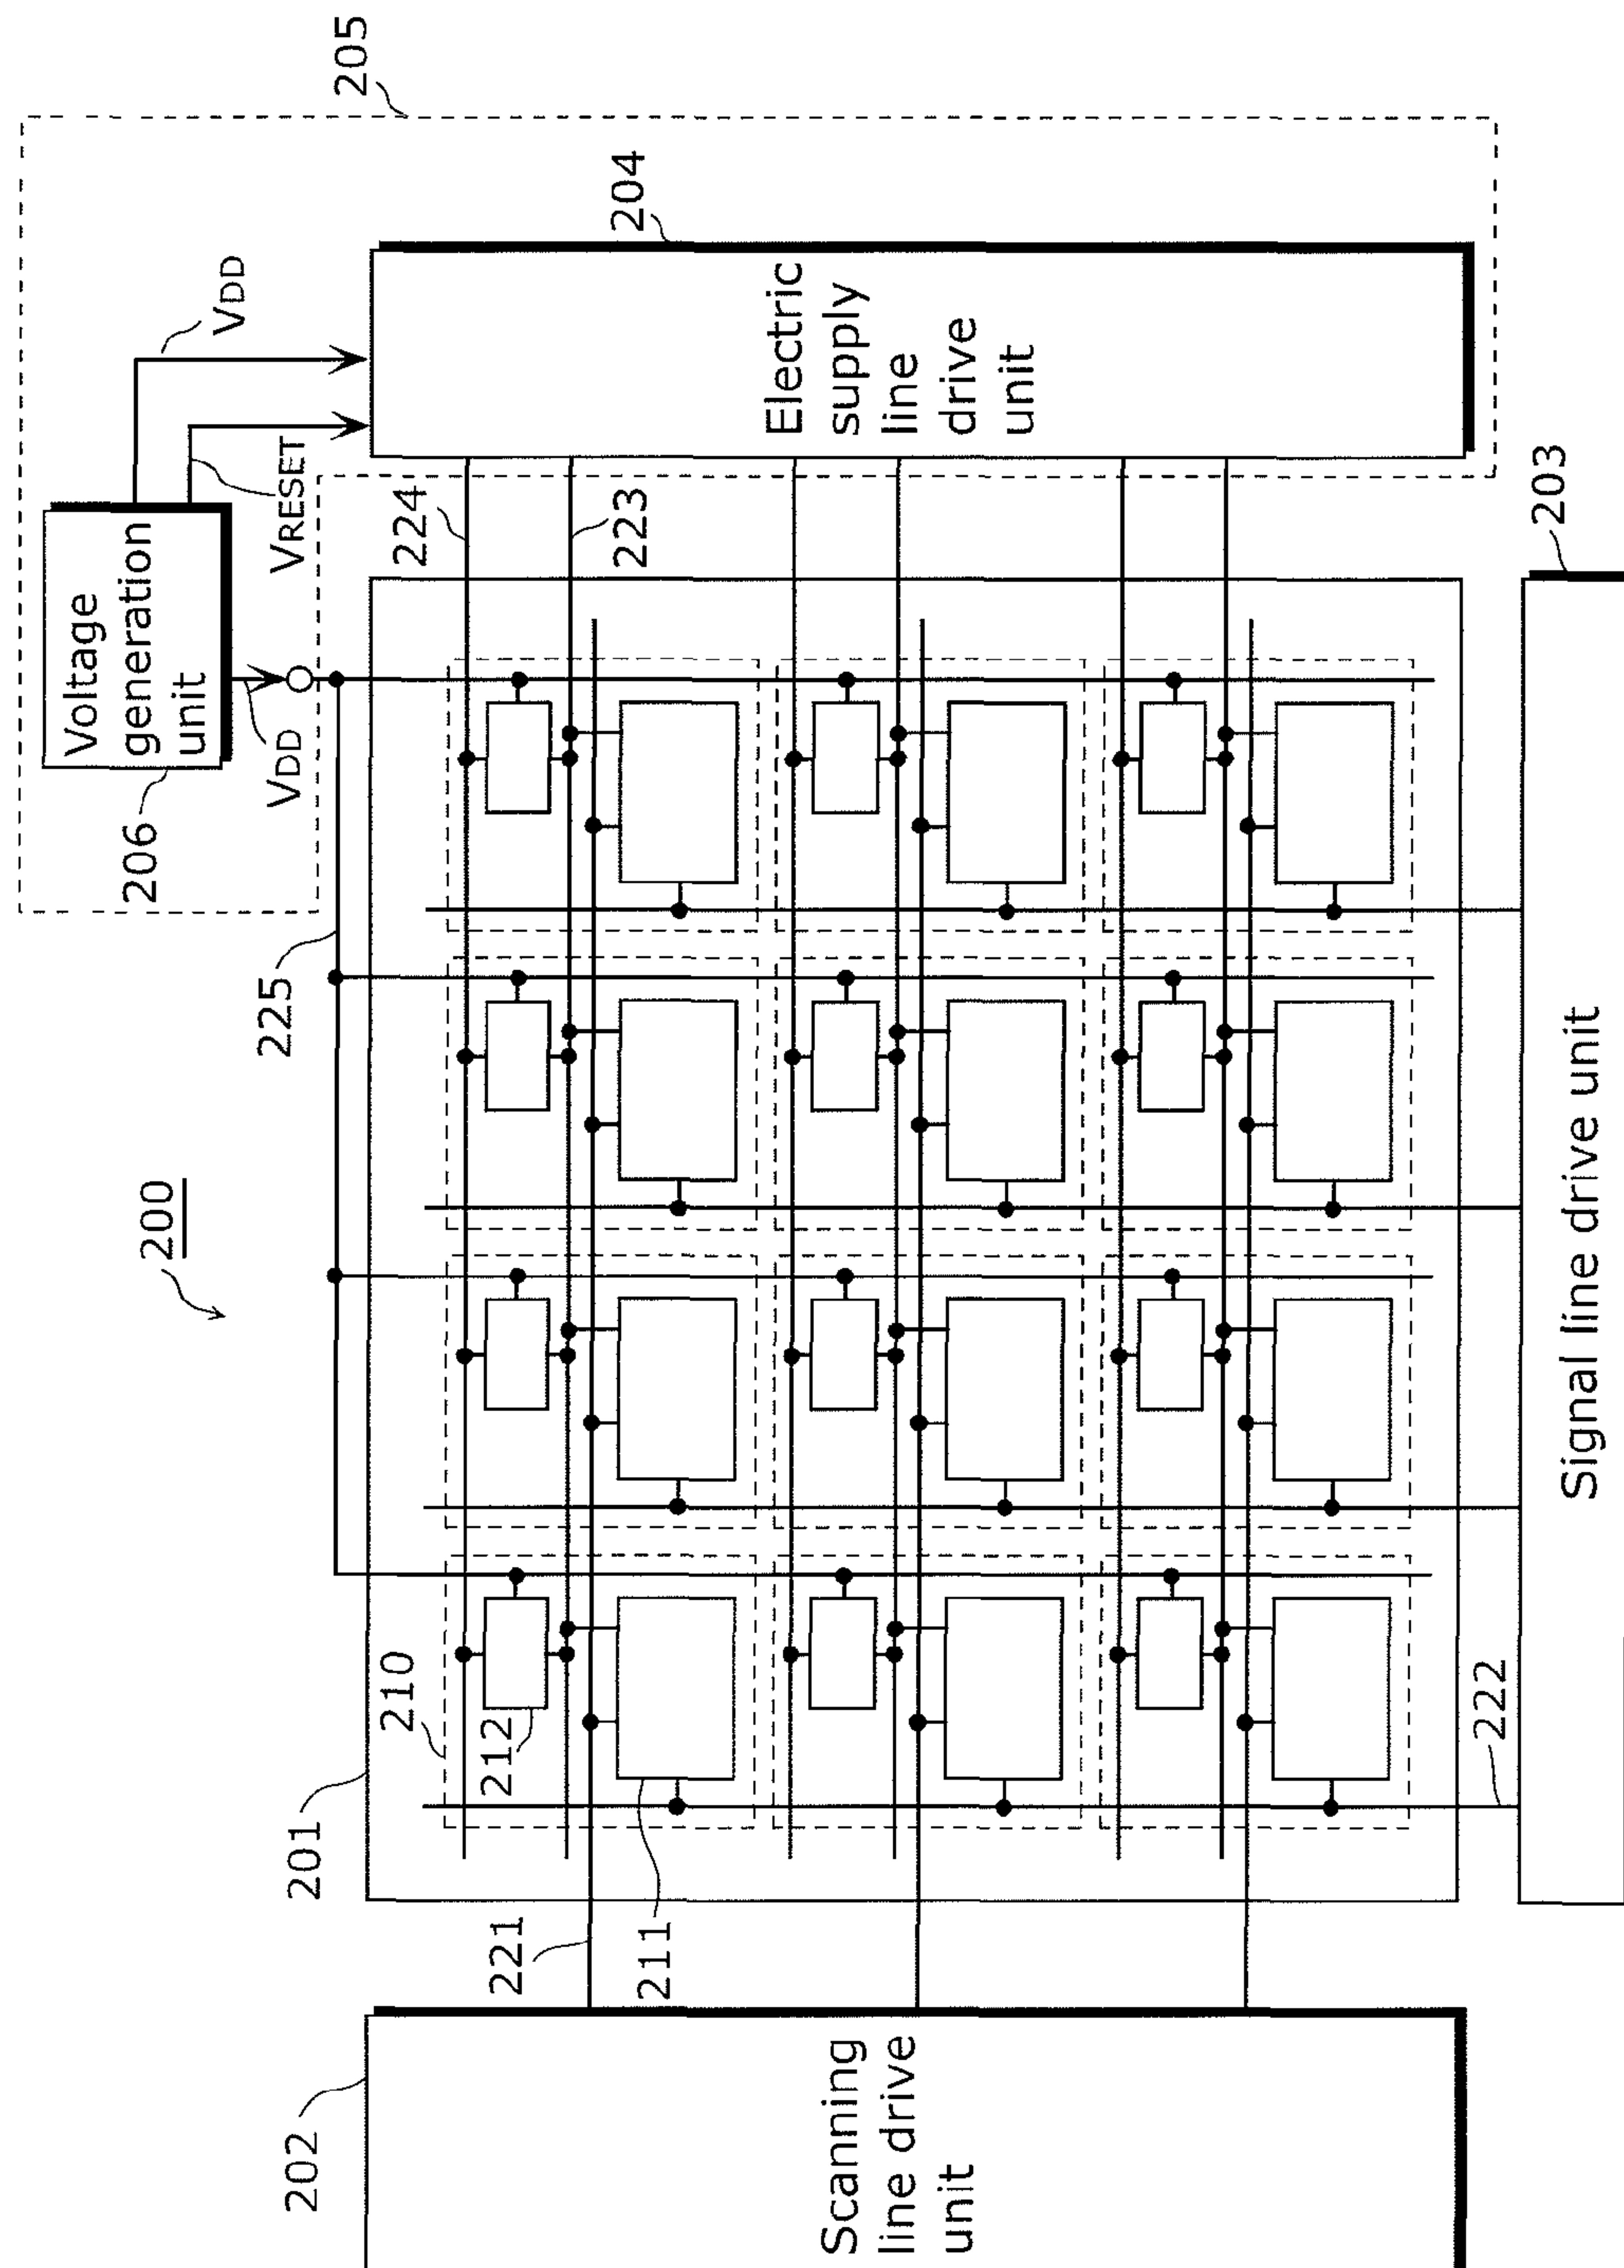 200
205
206
Voltage
generation
unit
VDD
VRESET
VDD
204
Electric
supply
line
drive
unit
225
224
223
201
210
212
202
Scanning
line drive
unit
221
211
222
203
Signal line drive unit